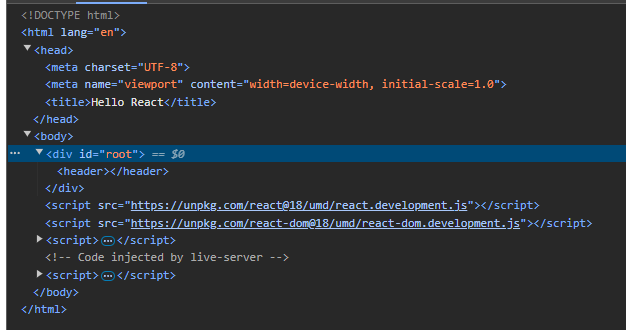 <!DOCTYPE html>
<html lang="en">
<head>
<meta charset="UTF-8">
<meta name="viewport" content="width=device-width, initial-scale=1.0">
<title>Hello React</title>
</head>
<body>
<div id="root"> == $0
<header></header>
</div>
<script src="https://unpkg.com/react@18/umd/react.development.js"></script>
<script src="https://unpkg.com/react-dom@18/umd/react-dom.development.js"></script>
<script>…</script>
<!-- Code injected by live-server -->
<script>…</script>
</body>
</html>